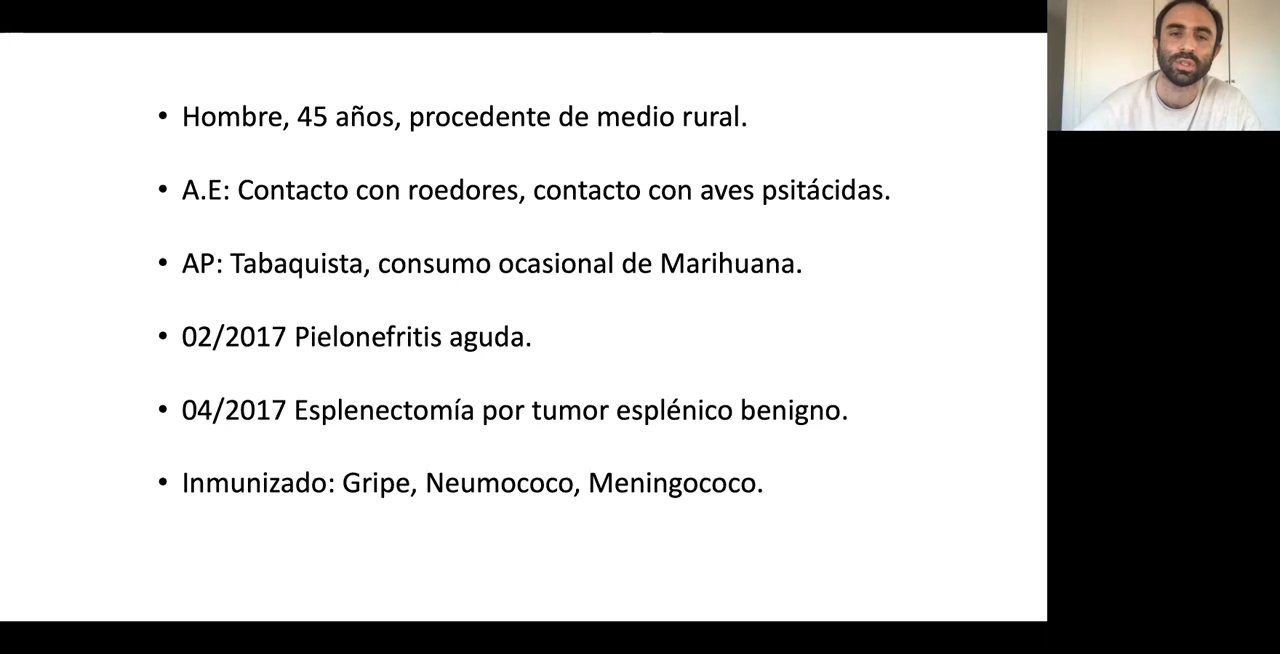 • Hombre, 45 años, procedente de medio rural.
• A.E: Contacto con roedores, contacto con aves psitácidas.
• AP: Tabaquista, consumo ocasional de Marihuana.
• 02/2017 Pielonefritis aguda.
• 04/2017 Esplenectomía por tumor esplénico benigno.
• Inmunizado: Gripe, Neumococo, Meningococo.